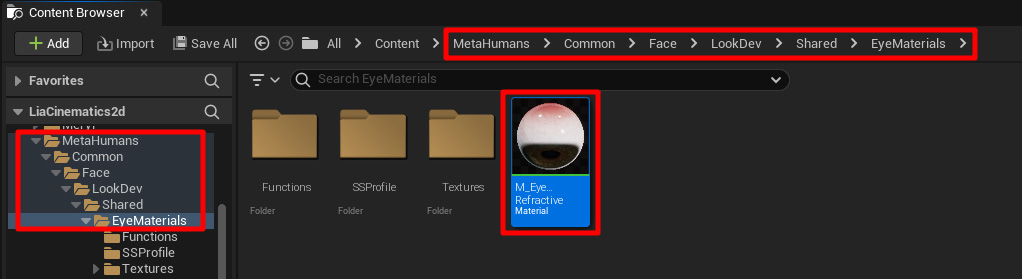 Content Browser
Add
Import
Save All
All > Content > MetaHumans > Common > Face > LookDev > Shared > EyeMaterials >
Favorites
Search EyeMaterials
LiaCinematics2d
MetaHumans
Common
Face
LookDev
Shared
EyeMaterials
Functions
SSProfile
Textures
Functions
Folder
SSProfile
Folder
Textures
Folder
M_Eye...
Refractive
Material